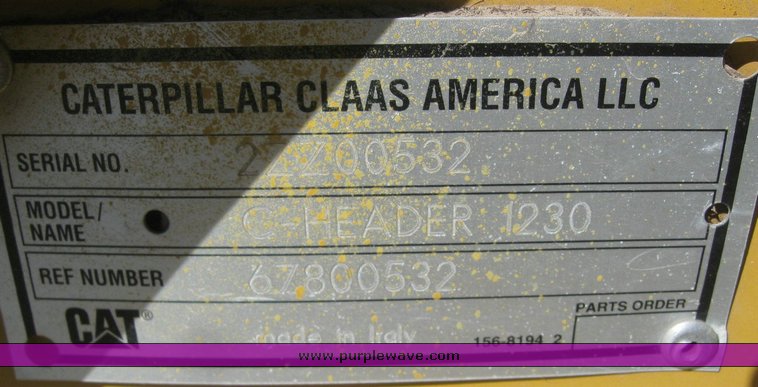 CATERPILLAR CLAAS AMERICA LLC
SERIAL NO. 2ZZ00532
MODEL/
NAME C-HEADER 1230
REF NUMBER 67800532
PARTS ORDER
CAT®
made in Italy 156-8194 2
www.purplewave.com